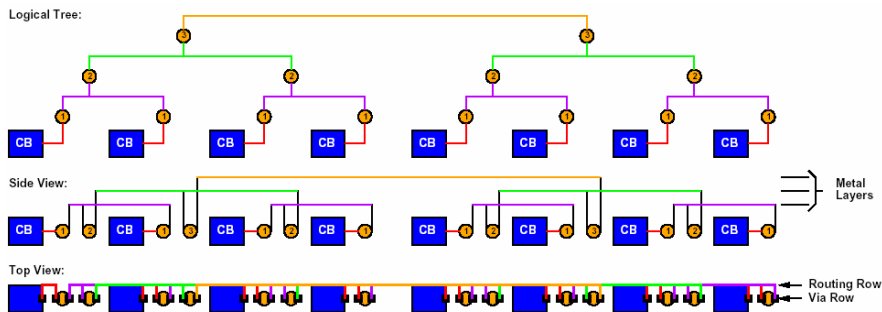 Logical Tree:
3 3
2 2 2 2
1 1 1 1 1 1 1 1
CB CB CB CB CB CB CB CB
Side View:
Metal
Layers
CB 1 2 CB 1 3 CB 1 2 CB 1 CB 1 2 CB 1 3 CB 1 2 CB 1
Top View:
Routing Row
Via Row